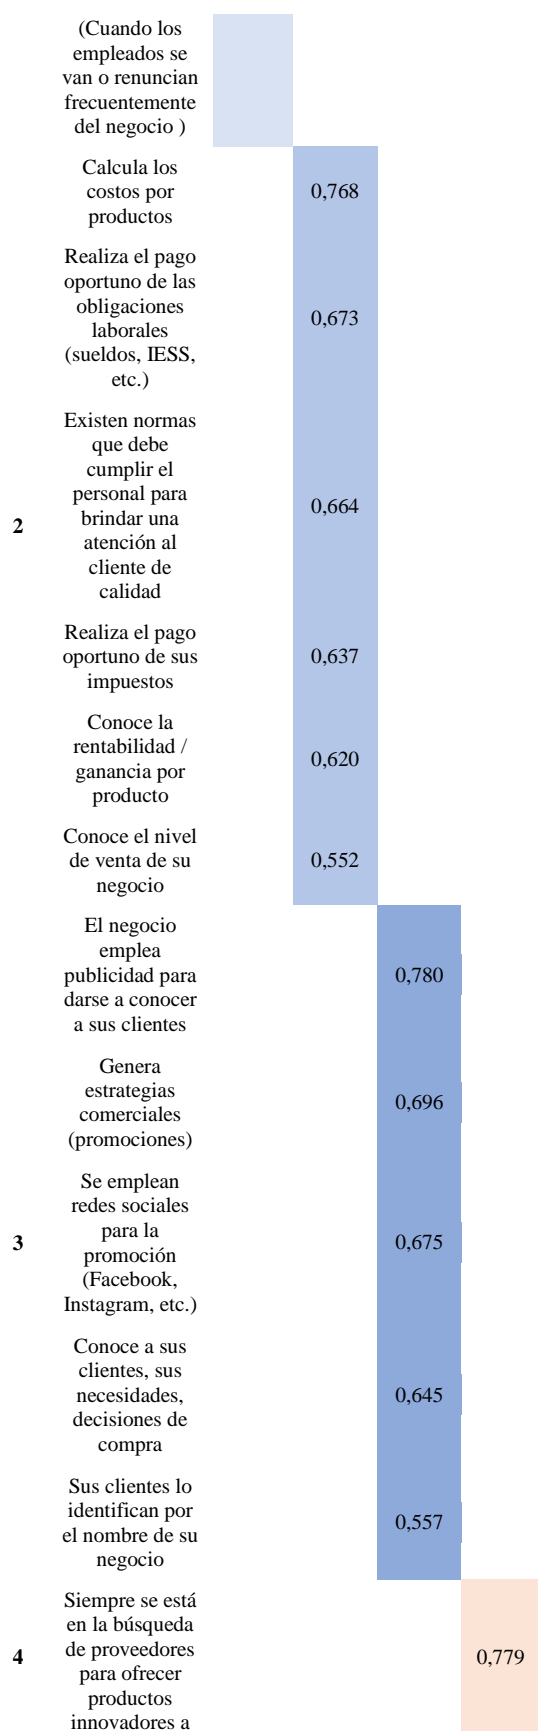 (Cuando los
empleados se
van o renuncian
frecuentemente
del negocio )
Calcula los
costos por
productos
0,768
Realiza el pago
oportuno de las
obligaciones
laborales
(sueldos, IESS,
etc.)
0,673
2
Existen normas
que debe
cumplir el
personal para
brindar una
atención al
cliente de
calidad
0,664
Realiza el pago
oportuno de sus
impuestos
0,637
Conoce la
rentabilidad /
ganancia por
producto
0,620
Conoce el nivel
de venta de su
negocio
0,552
El negocio
emplea
publicidad para
darse a conocer
a sus clientes
0,780
Genera
estrategias
comerciales
(promociones)
0,696
3
Se emplean
redes sociales
para la
promoción
(Facebook,
Instagram, etc.)
0,675
Conoce a sus
clientes, sus
necesidades,
decisiones de
compra
0,645
Sus clientes lo
identifican por
el nombre de su
negocio
0,557
4
Siempre se está
en la búsqueda
de proveedores
para ofrecer
productos
innovadores a
0,779